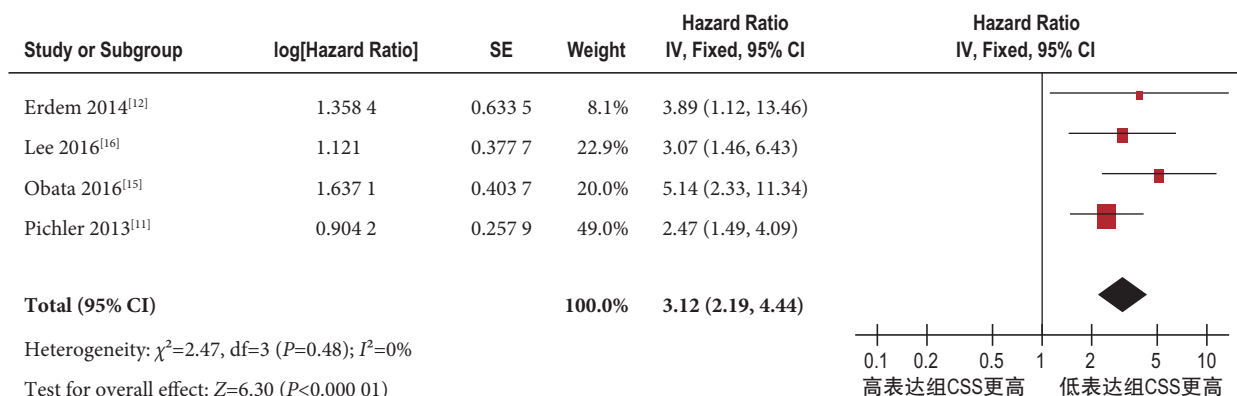 Hazard Ratio Hazard Ratio
Study or Subgroup log[Hazard Ratio] SE Weight IV, Fixed, 95% CI IV, Fixed, 95% CI
Erdem 2014[12] 1.358 4 0.633 5 8.1% 3.89 (1.12, 13.46)
Lee 2016[16] 1.121 0.377 7 22.9% 3.07 (1.46, 6.43)
Obata 2016[15] 1.637 1 0.403 7 20.0% 5.14 (2.33, 11.34)
Pichler 2013[11] 0.904 2 0.257 9 49.0% 2.47 (1.49, 4.09)
Total (95% CI) 100.0% 3.12 (2.19, 4.44)
Heterogeneity: χ²=2.47, df=3 (P=0.48); I²=0%
Test for overall effect: Z=6.30 (P<0.000 01)
0.1 0.2 0.5 1 2 5 10
高表达组CSS更高 低表达组CSS更高